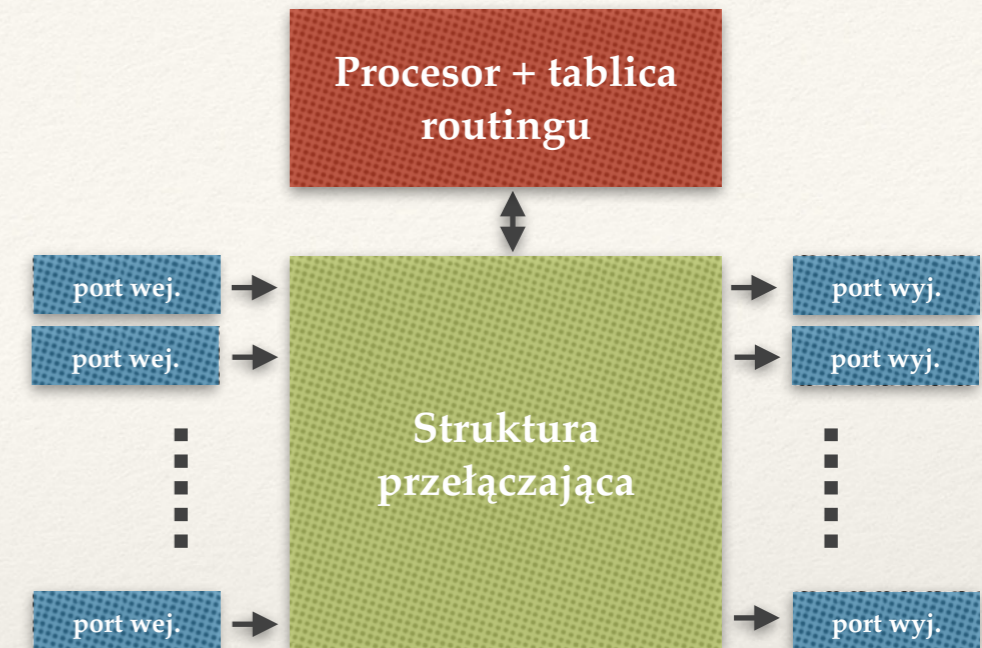 Procesor + tablica
routingu
port wej.
port wyj.
port wej.
port wyj.
Struktura
przełączająca
port wej.
port wyj.